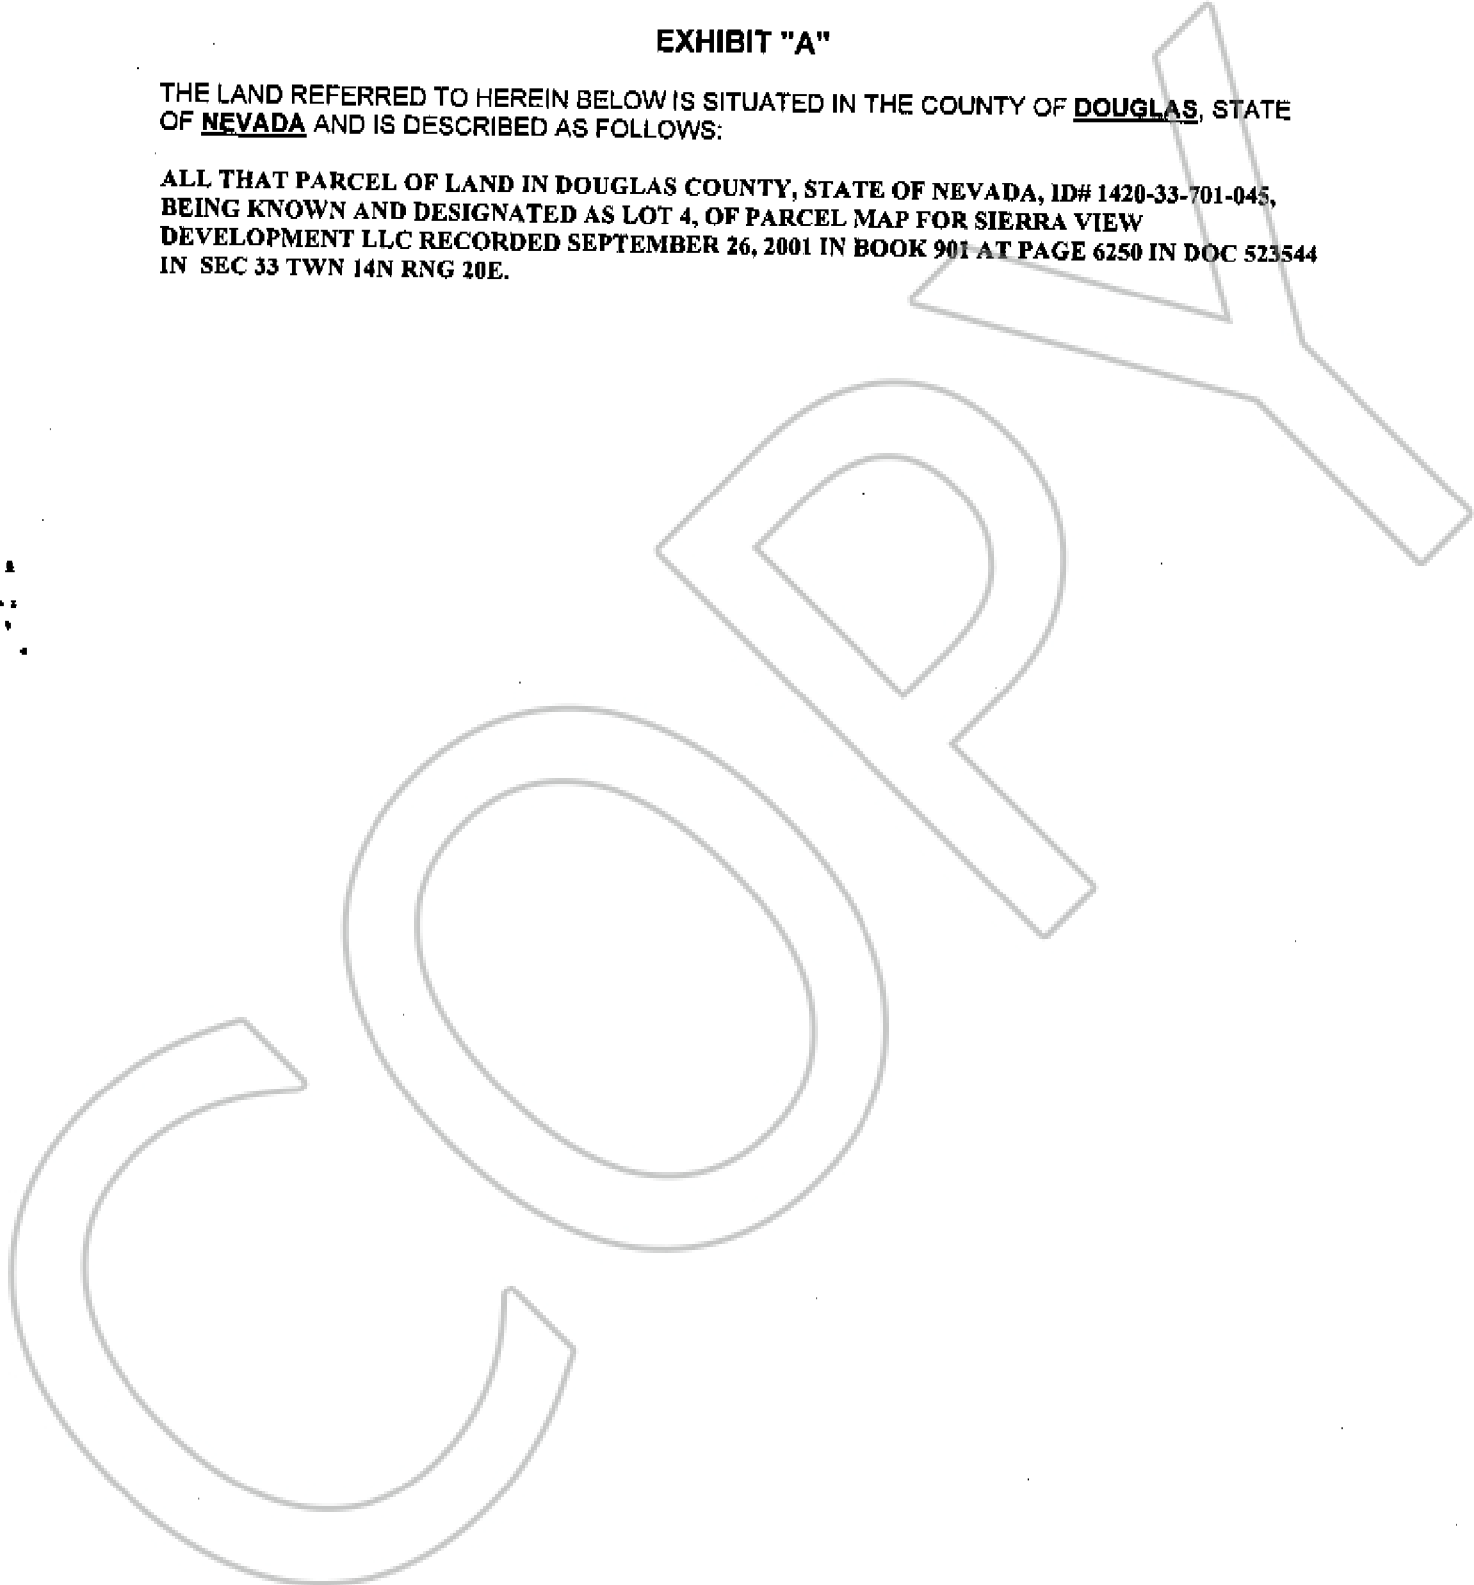 EXHIBIT "A"
THE LAND REFERRED TO HEREIN BELOW IS SITUATED IN THE COUNTY OF DOUGLAS, STATE
OF NEVADA AND IS DESCRIBED AS FOLLOWS:
ALL THAT PARCEL OF LAND IN DOUGLAS COUNTY, STATE OF NEVADA, ID# 1420-33-701-045,
BEING KNOWN AND DESIGNATED AS LOT 4, OF PARCEL MAP FOR SIERRA VIEW
DEVELOPMENT LLC RECORDED SEPTEMBER 26, 2001 IN BOOK 901 AT PAGE 6250 IN DOC 523544
IN SEC 33 TWN 14N RNG 20E.
COPY